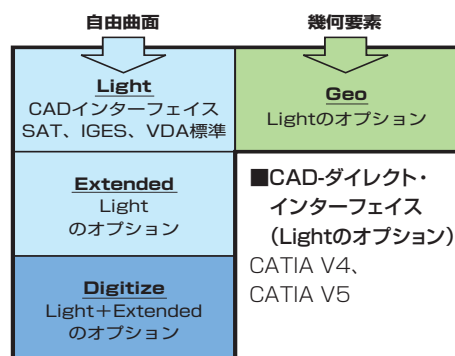 自由曲面
幾何要素
Light
CADインターフェイス
SAT、IGES、VDA標準
Geo
Lightのオプション
Extended
Light
のオプション
■CAD-ダイレクト・
インターフェイス
（Lightのオプション）
CATIA V4、
CATIA V5
Digitize
Light＋Extended
のオプション